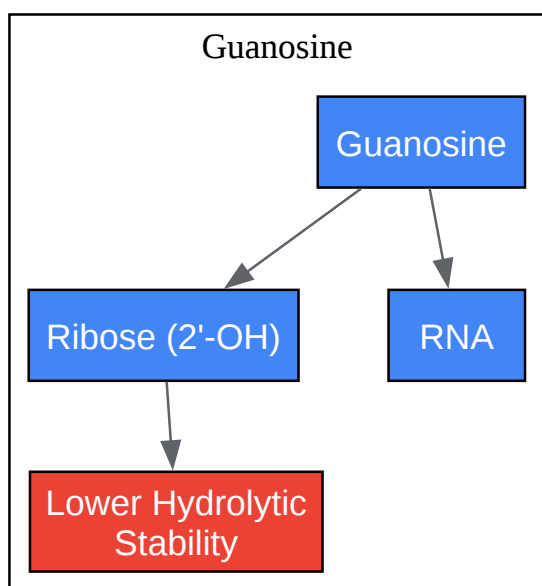 Guanosine
Guanosine
Ribose (2'-OH)
RNA
Lower Hydrolytic
Stability